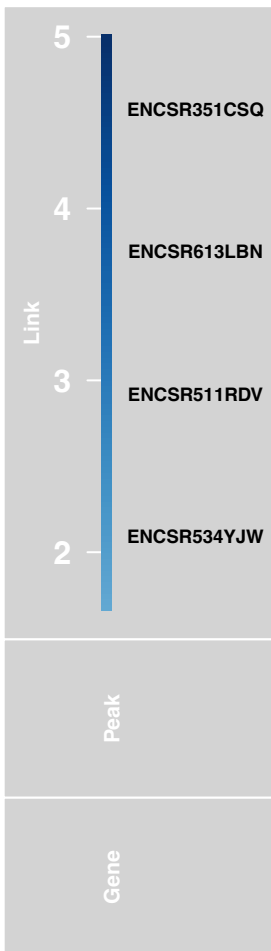 5
ENCSR351CSQ
4
ENCSR613LBN
Link
3
ENCSR511RDV
ENCSR534YJW
2
Peak
Gene